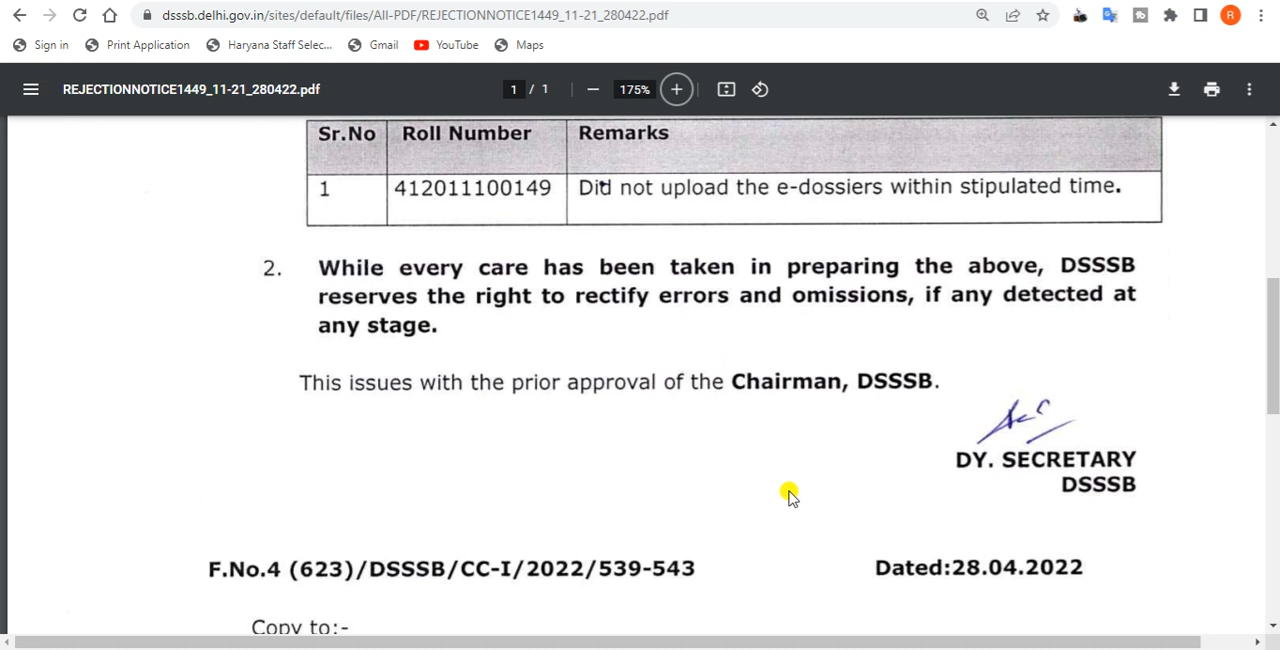 dsssb.delhi.gov.in/sites/default/files/All-PDF/REJECTIONNOTICE1449_11-21_280422.pdf
R
Sign in Print Application Haryana Staff Selec... Gmail YouTube Maps
REJECTIONNOTICE1449_11-21_280422.pdf 1 / 1 175%
Sr.No Roll Number Remarks
1 412011100149 Did not upload the e-dossiers within stipulated time.
2. While every care has been taken in preparing the above, DSSSB
reserves the right to rectify errors and omissions, if any detected at
any stage.
This issues with the prior approval of the Chairman, DSSSB.
DY. SECRETARY
DSSSB
F.No.4 (623)/DSSSB/CC-I/2022/539-543 Dated:28.04.2022
Copy to:-